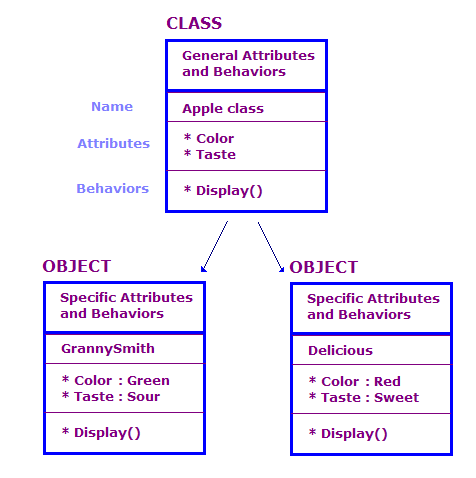 CLASS
General Attributes
and Behaviors
Name
Apple class
Attributes
* Color
* Taste
Behaviors
* Display()
OBJECT
Specific Attributes
and Behaviors
GrannySmith
* Color : Green
* Taste : Sour
* Display()
OBJECT
Specific Attributes
and Behaviors
Delicious
* Color : Red
* Taste : Sweet
* Display()